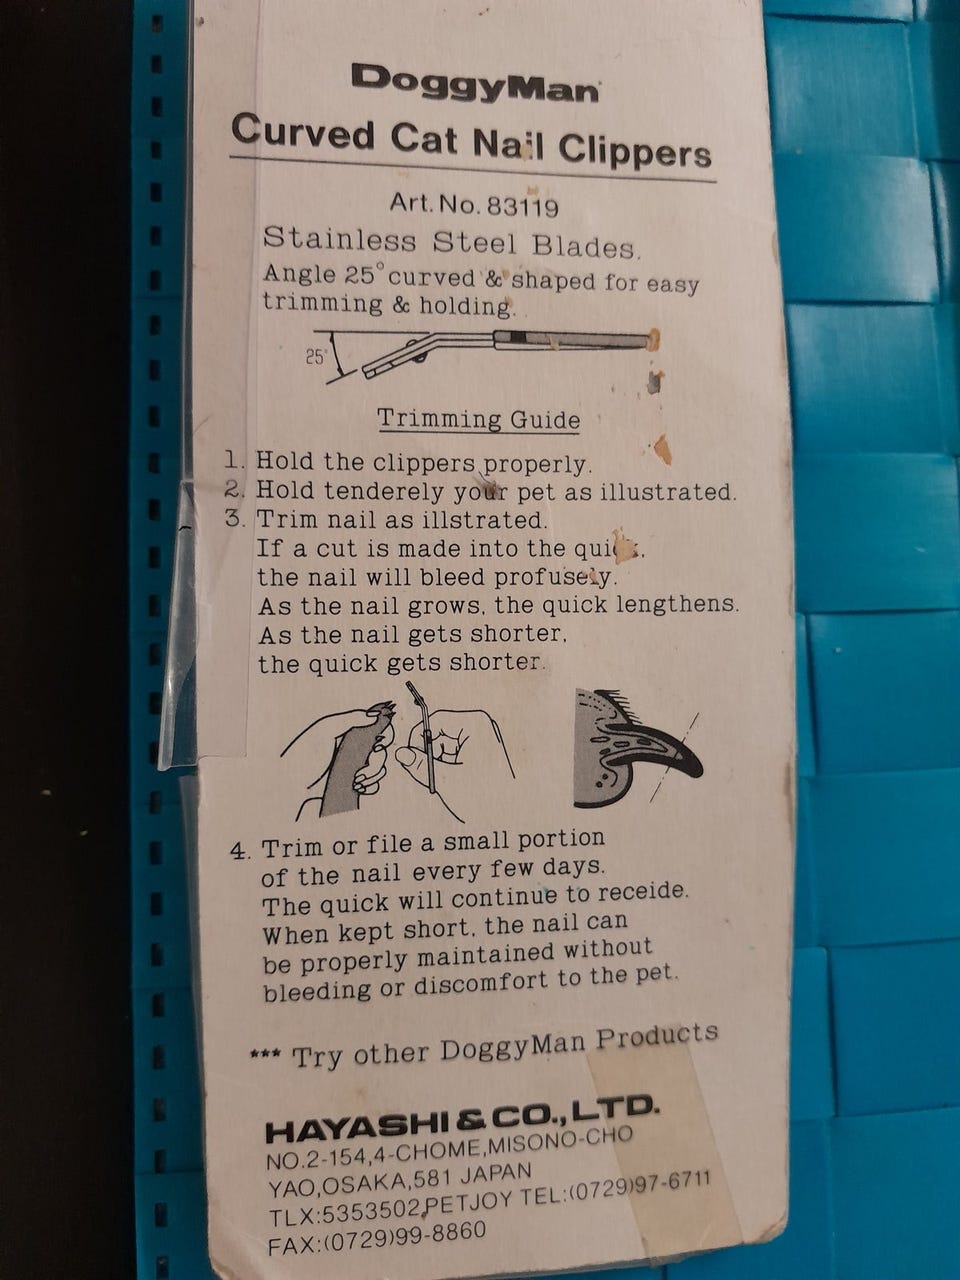 DoggyMan
Curved Cat Nail Clippers
Art. No. 83119
Stainless Steel Blades.
Angle 25° curved & shaped for easy
trimming & holding.
25°
Trimming Guide
1. Hold the clippers properly.
2. Hold tenderely your pet as illustrated.
3. Trim nail as illstrated.
If a cut is made into the quick,
the nail will bleed profusely.
As the nail grows, the quick lengthens.
As the nail gets shorter,
the quick gets shorter.
4. Trim or file a small portion
of the nail every few days.
The quick will continue to receide.
When kept short, the nail can
be properly maintained without
bleeding or discomfort to the pet.
*** Try other DoggyMan Products
HAYASHI & CO., LTD.
NO.2-154,4-CHOME,MISONO-CHO
YAO,OSAKA,581 JAPAN
TLX:5353502,PETJOY TEL:(0729)97-6711
FAX:(0729)99-8860